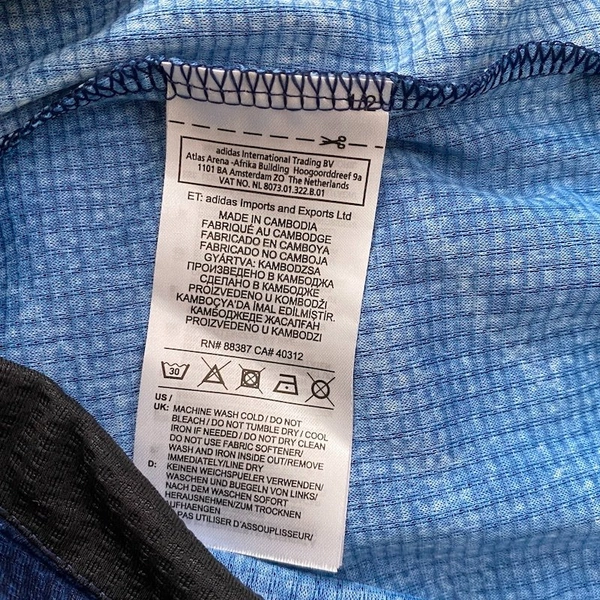 adidas International Trading BV
Atlas Arena -Afrika Building Hoogoorddreef 9a
1101 BA Amsterdam ZO The Netherlands
VAT NO. NL 8073.01.322.B.01
ET: adidas Imports and Exports Ltd
MADE IN CAMBODIA
FABRIQUÉ AU CAMBODGE
FABRICADO EN CAMBOYA
FABRICADO NO CAMBOJA
GYÁRTVA: KAMBODZSA
ПРОИЗВЕДЕНО В КАМБОДЖА
СДЕЛАНО В КАМБОДЖЕ
PROIZVEDENO U KOMBODŽI
KAMBOÇYA'DA İMAL EDİLMİŞTİR.
КАМБОДЖЕДЕ ЖАСАЛҒАН
PROIZVEDENO U KAMBODZI
RN# 88387 CA# 40312
30
US /
UK: MACHINE WASH COLD / DO NOT
BLEACH / DO NOT TUMBLE DRY / COOL
IRON IF NEEDED / DO NOT DRY CLEAN
DO NOT USE FABRIC SOFTENER/
WASH AND IRON INSIDE OUT/REMOVE
IMMEDIATELY/LINE DRY
D: KEINEN WEICHSPUELER VERWENDEN/
WASCHEN UND BUEGELN VON LINKS/
NACH DEM WASCHEN SOFORT
HERAUSNEHMEN/ZUM TROCKNEN
UFHAENGEN
PAS UTILISER D'ASSOUPLISSEUR/